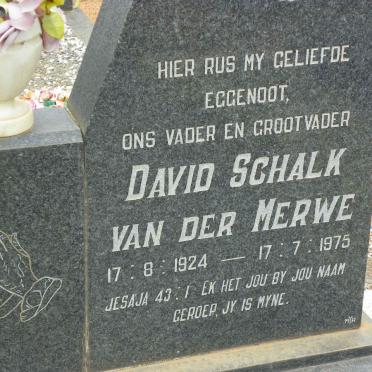 HIER RUS MY GELIEFDE
EGGENOOT,
ONS VADER EN GROOTVADER
DAVID SCHALK
VAN DER MERWE
17 : 8 : 1924 — 17 : 7 : 1975
JESAJA 43 : 1 EK HET JOU BY JOU NAAM
GEROEP, JY IS MYNE.